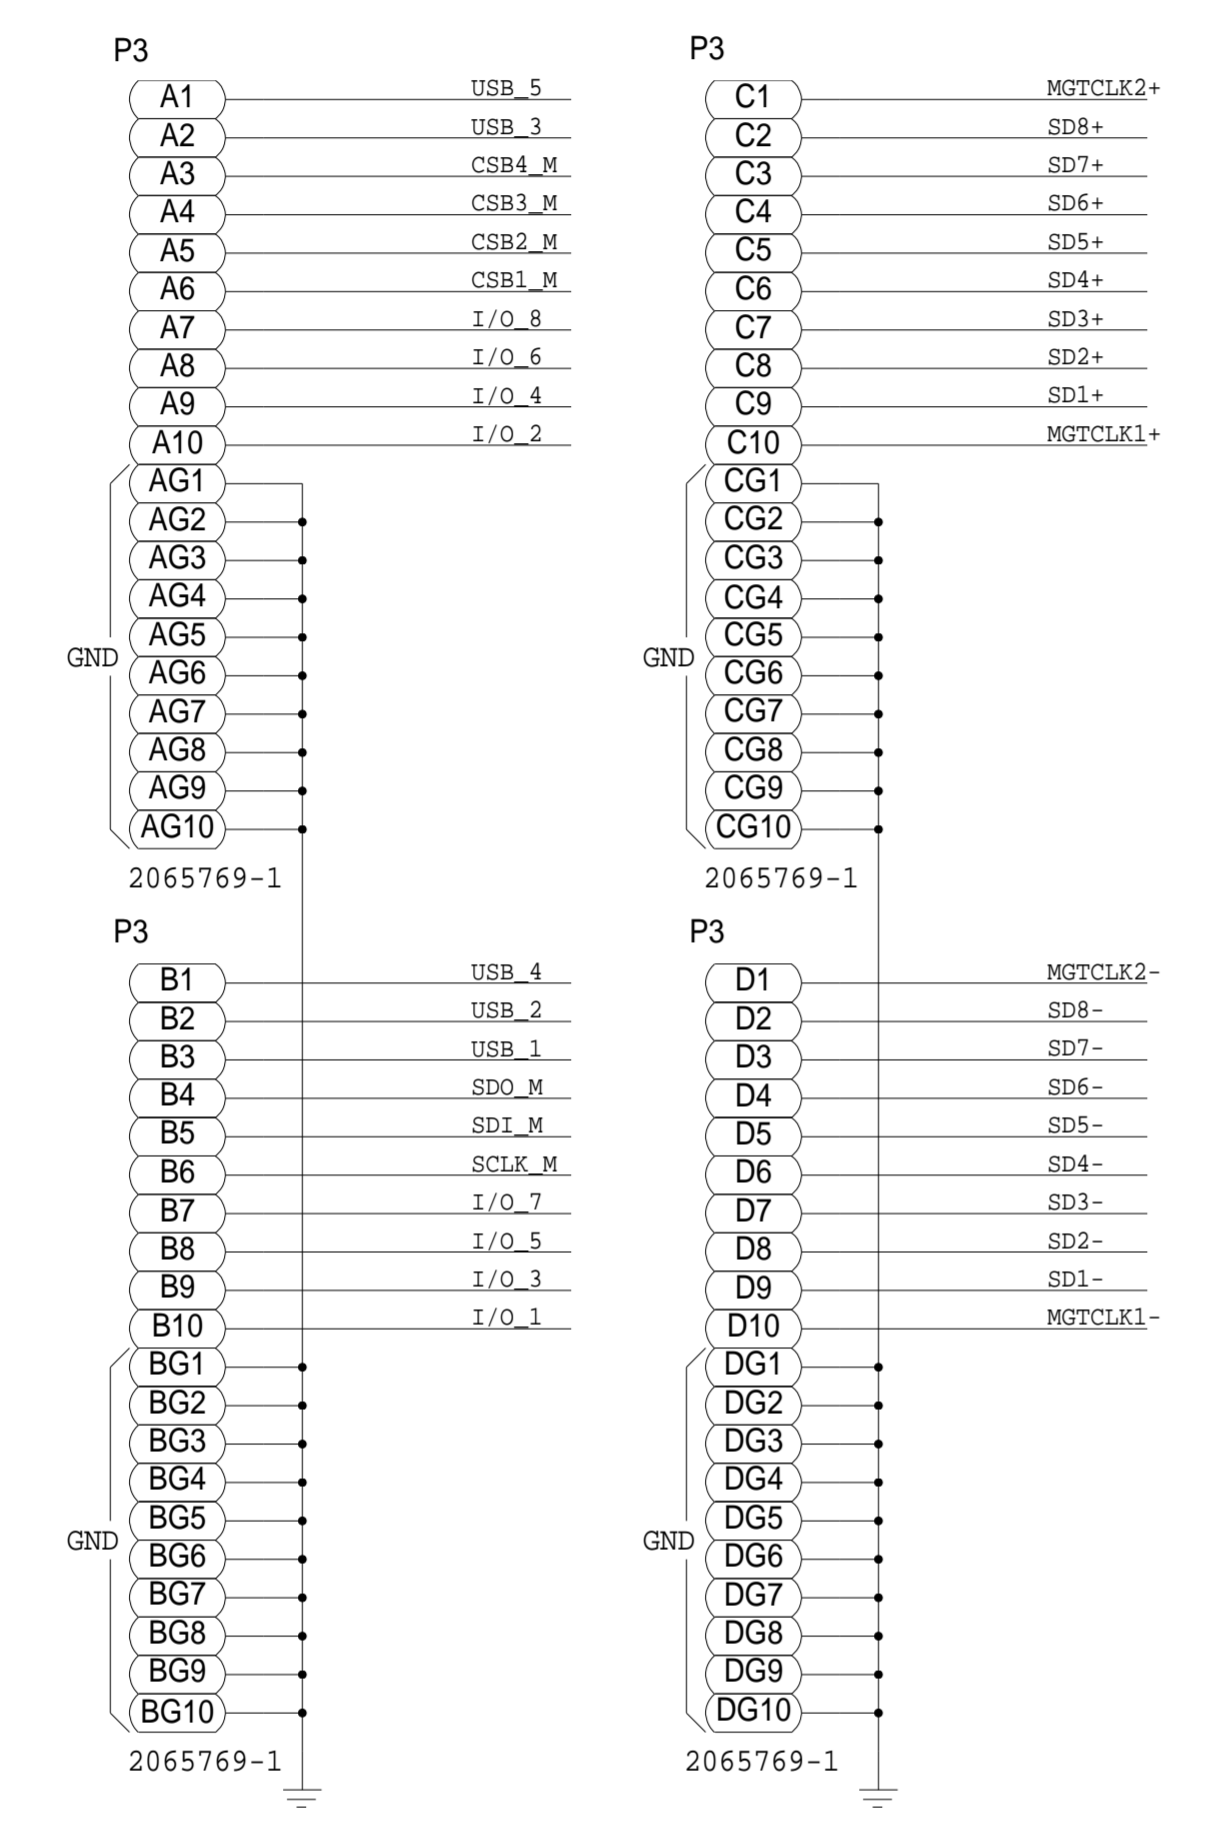 P3
A1 USB_5
A2 USB_3
A3 CSB4_M
A4 CSB3_M
A5 CSB2_M
A6 CSB1_M
A7 I/O_8
A8 I/O_6
A9 I/O_4
A10 I/O_2
AG1
AG2
AG3
AG4
AG5
GND
AG6
AG7
AG8
AG9
AG10
2065769-1
P3
B1 USB_4
B2 USB_2
B3 USB_1
B4 SDO_M
B5 SDI_M
B6 SCLK_M
B7 I/O_7
B8 I/O_5
B9 I/O_3
B10 I/O_1
BG1
BG2
BG3
BG4
BG5
GND
BG6
BG7
BG8
BG9
BG10
2065769-1
P3
C1 MGTCLK2+
C2 SD8+
C3 SD7+
C4 SD6+
C5 SD5+
C6 SD4+
C7 SD3+
C8 SD2+
C9 SD1+
C10 MGTCLK1+
CG1
CG2
CG3
CG4
CG5
GND
CG6
CG7
CG8
CG9
CG10
2065769-1
P3
D1 MGTCLK2-
D2 SD8-
D3 SD7-
D4 SD6-
D5 SD5-
D6 SD4-
D7 SD3-
D8 SD2-
D9 SD1-
D10 MGTCLK1-
DG1
DG2
DG3
DG4
DG5
GND
DG6
DG7
DG8
DG9
DG10
2065769-1